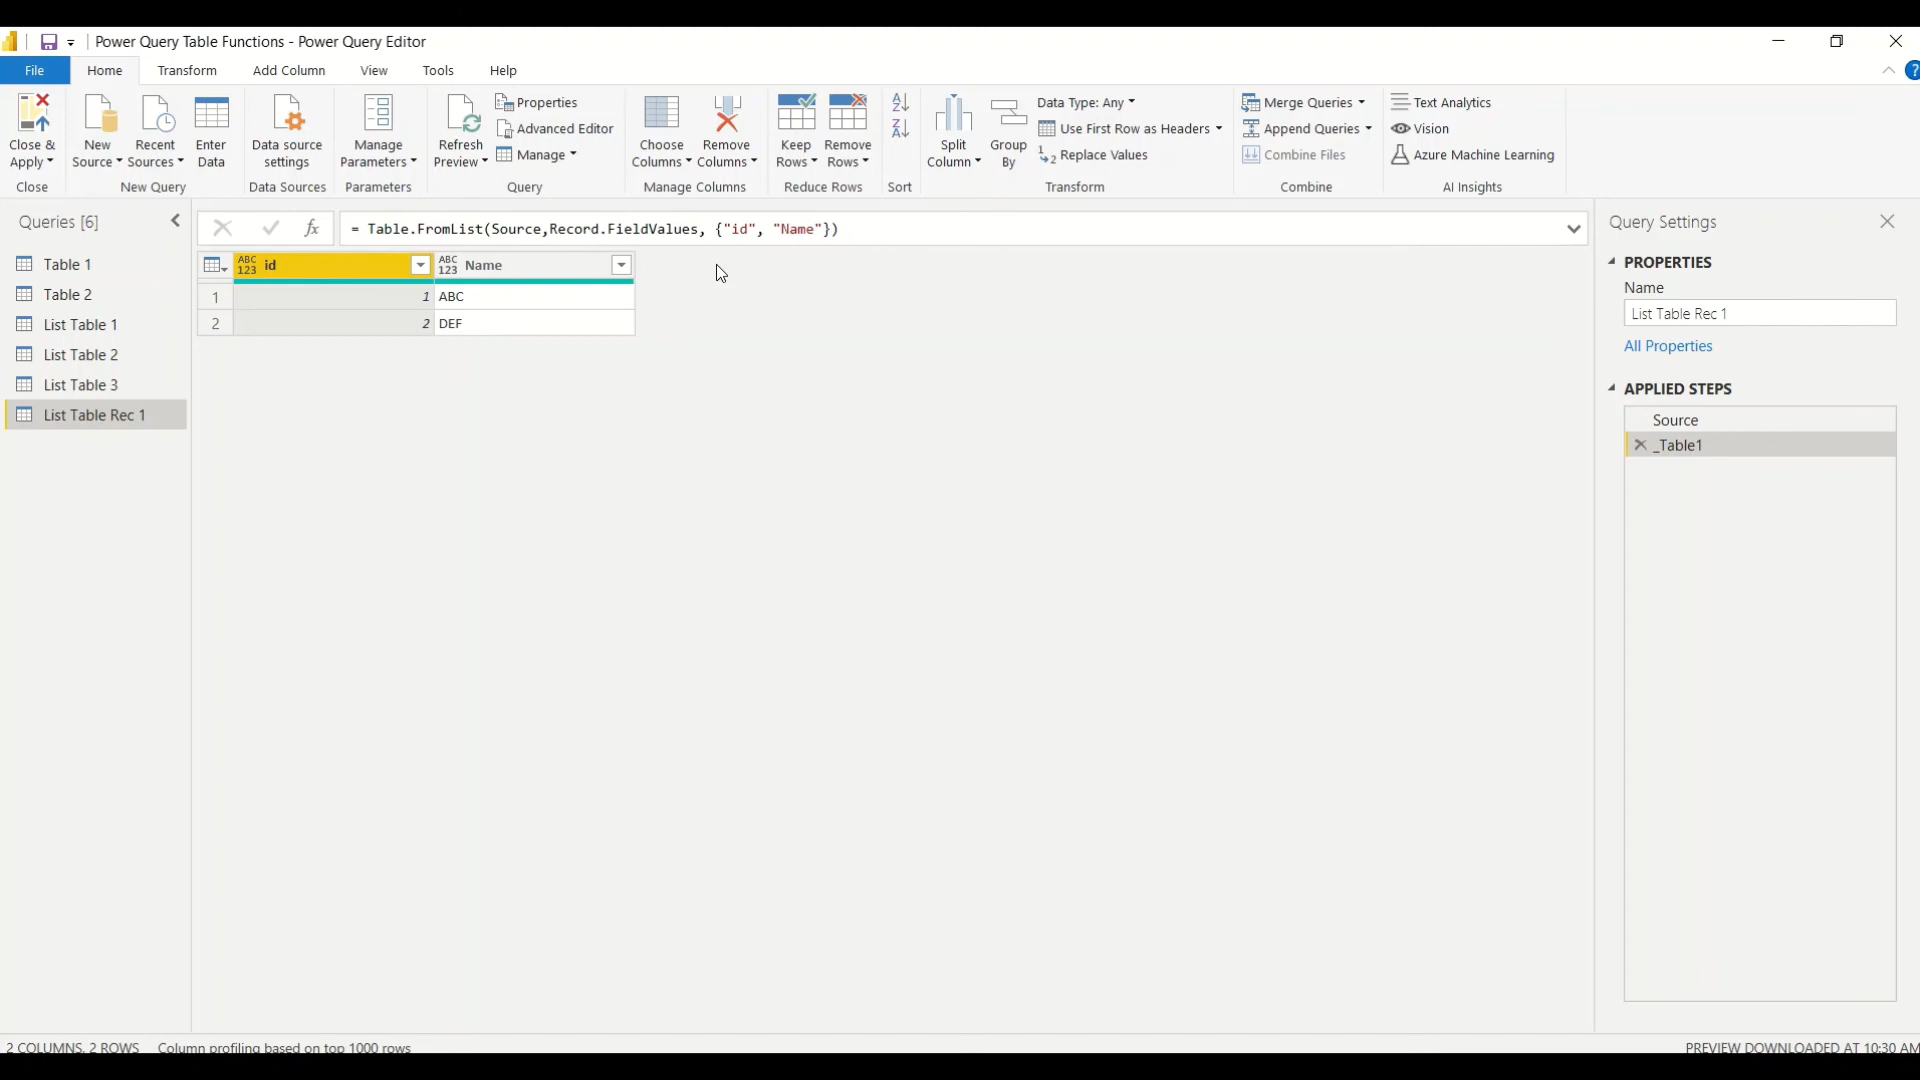 Power Query Table Functions - Power Query Editor
File Home Transform Add Column View Tools Help
Close & Apply
New Source
Recent Sources
Enter Data
Data source settings
Manage Parameters
Refresh Preview
Properties
Advanced Editor
Manage
Choose Columns
Remove Columns
Keep Rows
Remove Rows
A Z
Z A
Split Column
Group By
Data Type: Any
Use First Row as Headers
1 2 Replace Values
Merge Queries
Append Queries
Combine Files
Text Analytics
Vision
Azure Machine Learning
Close New Query Data Sources Parameters Query Manage Columns Reduce Rows Sort Transform Combine AI Insights
Queries [6]
Table 1
Table 2
List Table 1
List Table 2
List Table 3
List Table Rec 1
fx = Table.FromList(Source,Record.FieldValues, {"id", "Name"})
ABC 123 id ABC 123 Name
1 1 ABC
2 2 DEF
Query Settings
PROPERTIES
Name
List Table Rec 1
All Properties
APPLIED STEPS
Source
_Table1
2 COLUMNS, 2 ROWS Column profiling based on top 1000 rows PREVIEW DOWNLOADED AT 10:30 AM
?